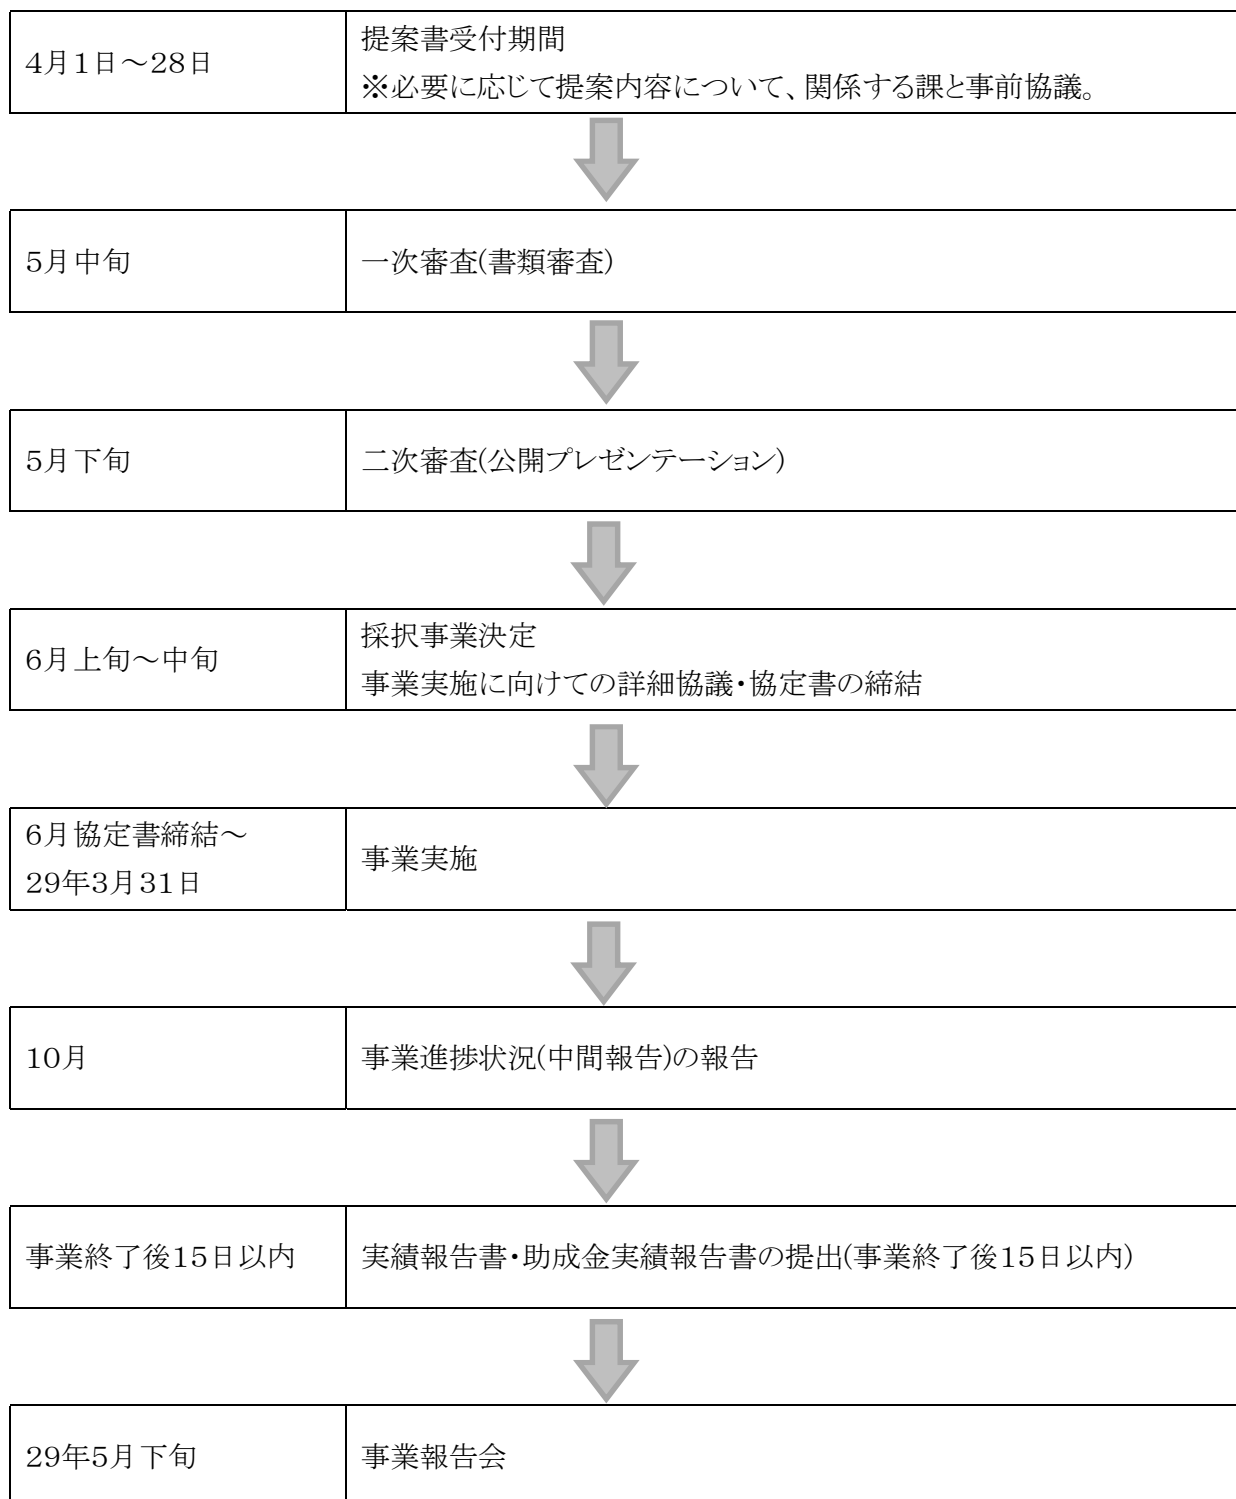 4月1日～28日
提案書受付期間
※必要に応じて提案内容について、関係する課と事前協議。
5月中旬
一次審査(書類審査)
5月下旬
二次審査(公開プレゼンテーション)
6月上旬～中旬
採択事業決定
事業実施に向けての詳細協議・協定書の締結
6月協定書締結～
29年3月31日
事業実施
10月
事業進捗状況(中間報告)の報告
事業終了後15日以内
実績報告書・助成金実績報告書の提出(事業終了後15日以内)
29年5月下旬
事業報告会